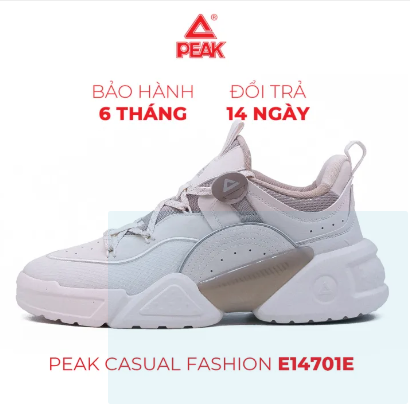 PEAK
BẢO HÀNH
6 THÁNG
ĐỔI TRẢ
14 NGÀY
PEAK CASUAL FASHION E14701E